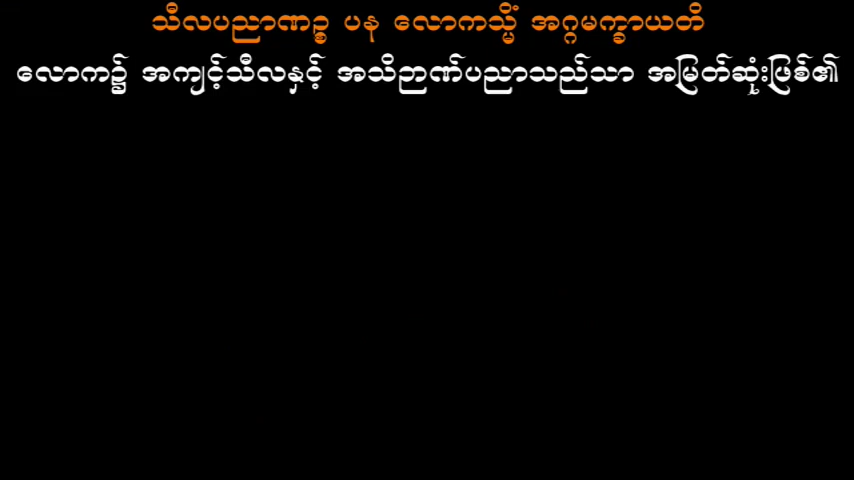 သီလပညာဏဉ္စ ပန လောကသ္မိံ အဂ္ဂမက္ခာယတိ
လောက၌ အကျင့်သီလနှင့် အသိဉာဏ်ပညာသည်သာ အမြတ်ဆုံးဖြစ်၏